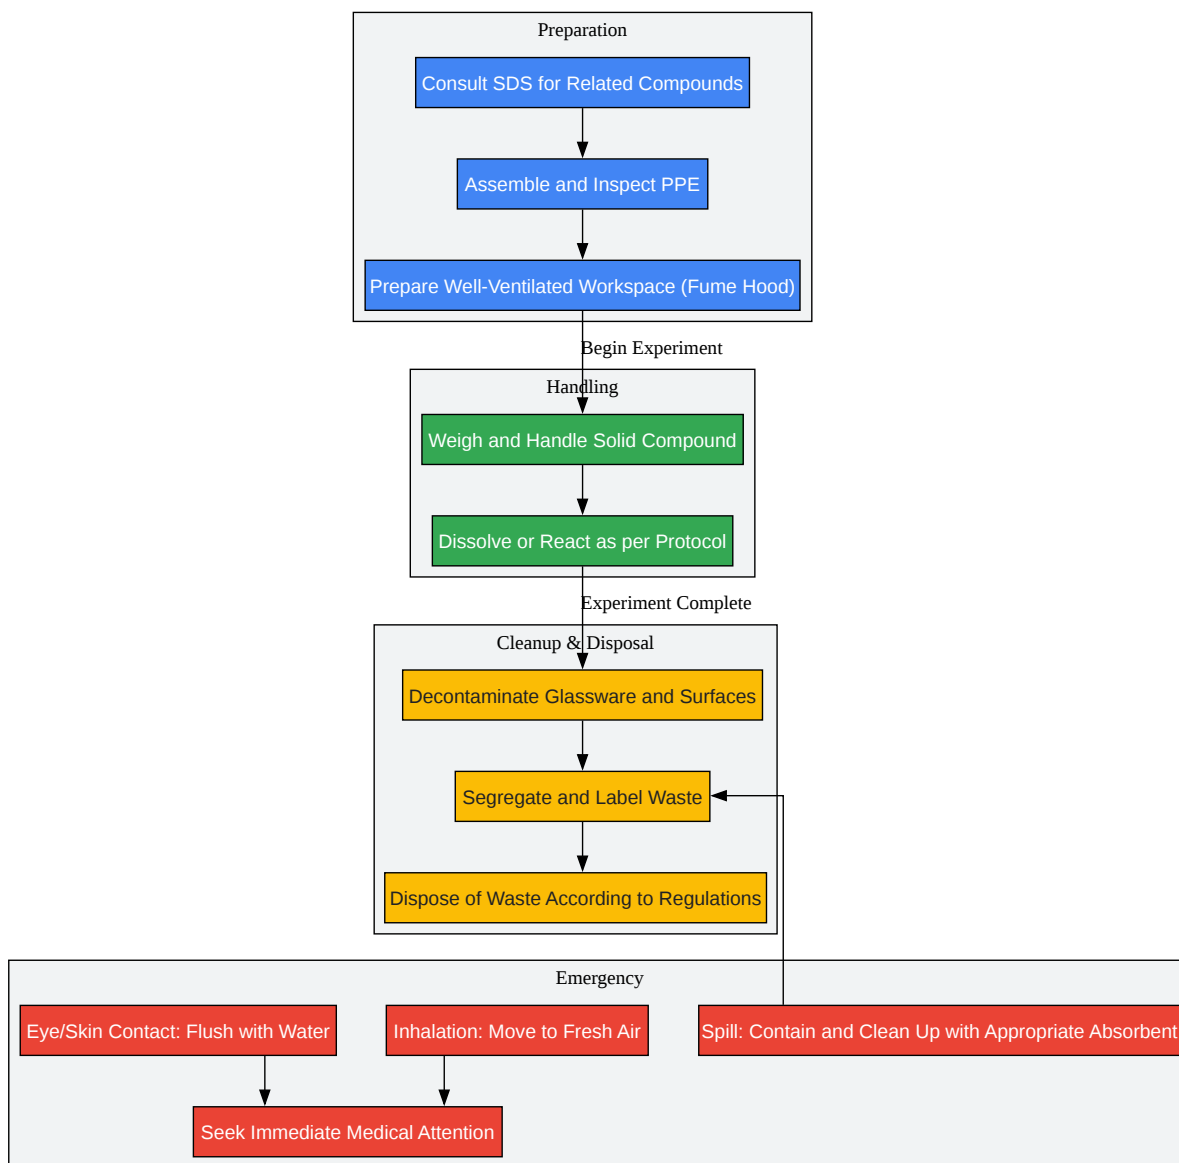 Preparation
Consult SDS for Related Compounds
Assemble and Inspect PPE
Prepare Well-Ventilated Workspace (Fume Hood)
Begin Experiment
Handling
Weigh and Handle Solid Compound
Dissolve or React as per Protocol
Experiment Complete
Cleanup & Disposal
Decontaminate Glassware and Surfaces
Segregate and Label Waste
Dispose of Waste According to Regulations
Emergency
Eye/Skin Contact: Flush with Water
Inhalation: Move to Fresh Air
Spill: Contain and Clean Up with Appropriate Absorbent
Seek Immediate Medical Attention